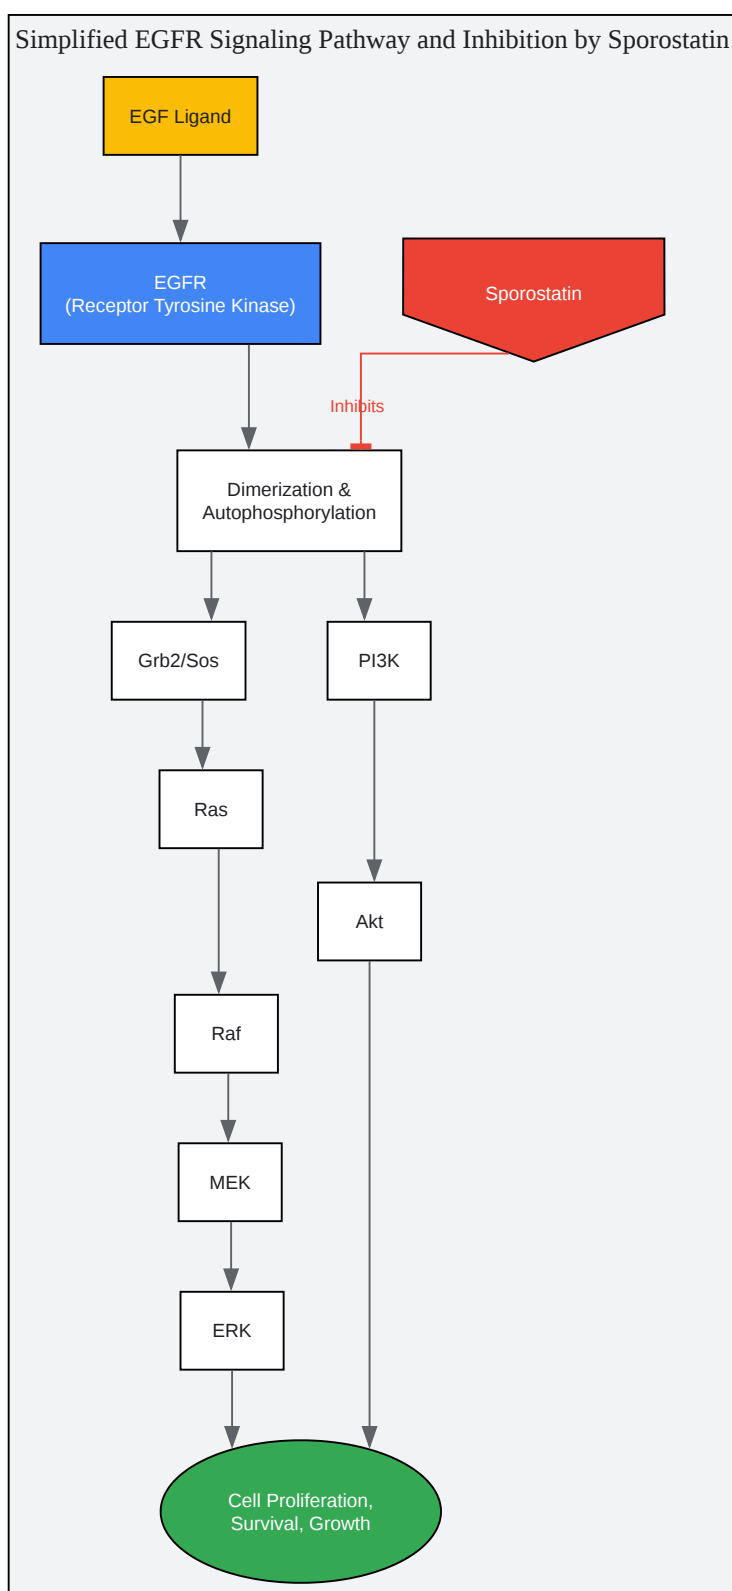 Simplified EGFR Signaling Pathway and Inhibition by Sporostatin
EGF Ligand
EGFR
(Receptor Tyrosine Kinase)
Sporostatin
Inhibits
Dimerization &
Autophosphorylation
Grb2/Sos
PI3K
Ras
Akt
Raf
MEK
ERK
Cell Proliferation,
Survival, Growth